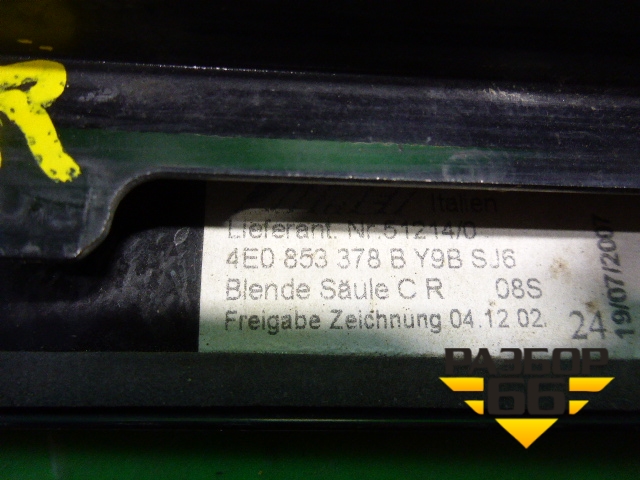 R
Italien
Lieferant. Nr.51214/0
4E0 853 378 B Y9B SJ6
Blende Säule C R 08S
Freigabe Zeichnung 04.12 02.
24
19/07/2007
РАЗБОР
66